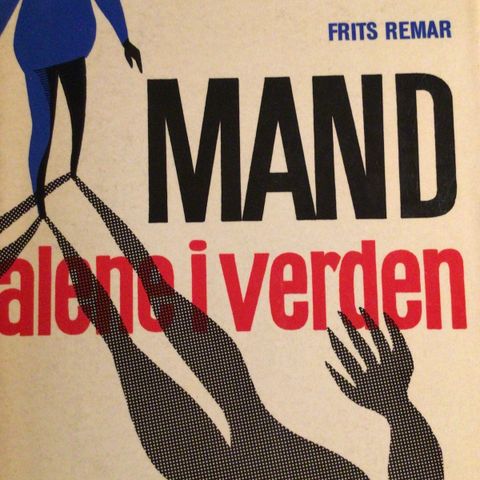 FRITS REMAR
MAND
alene i verden